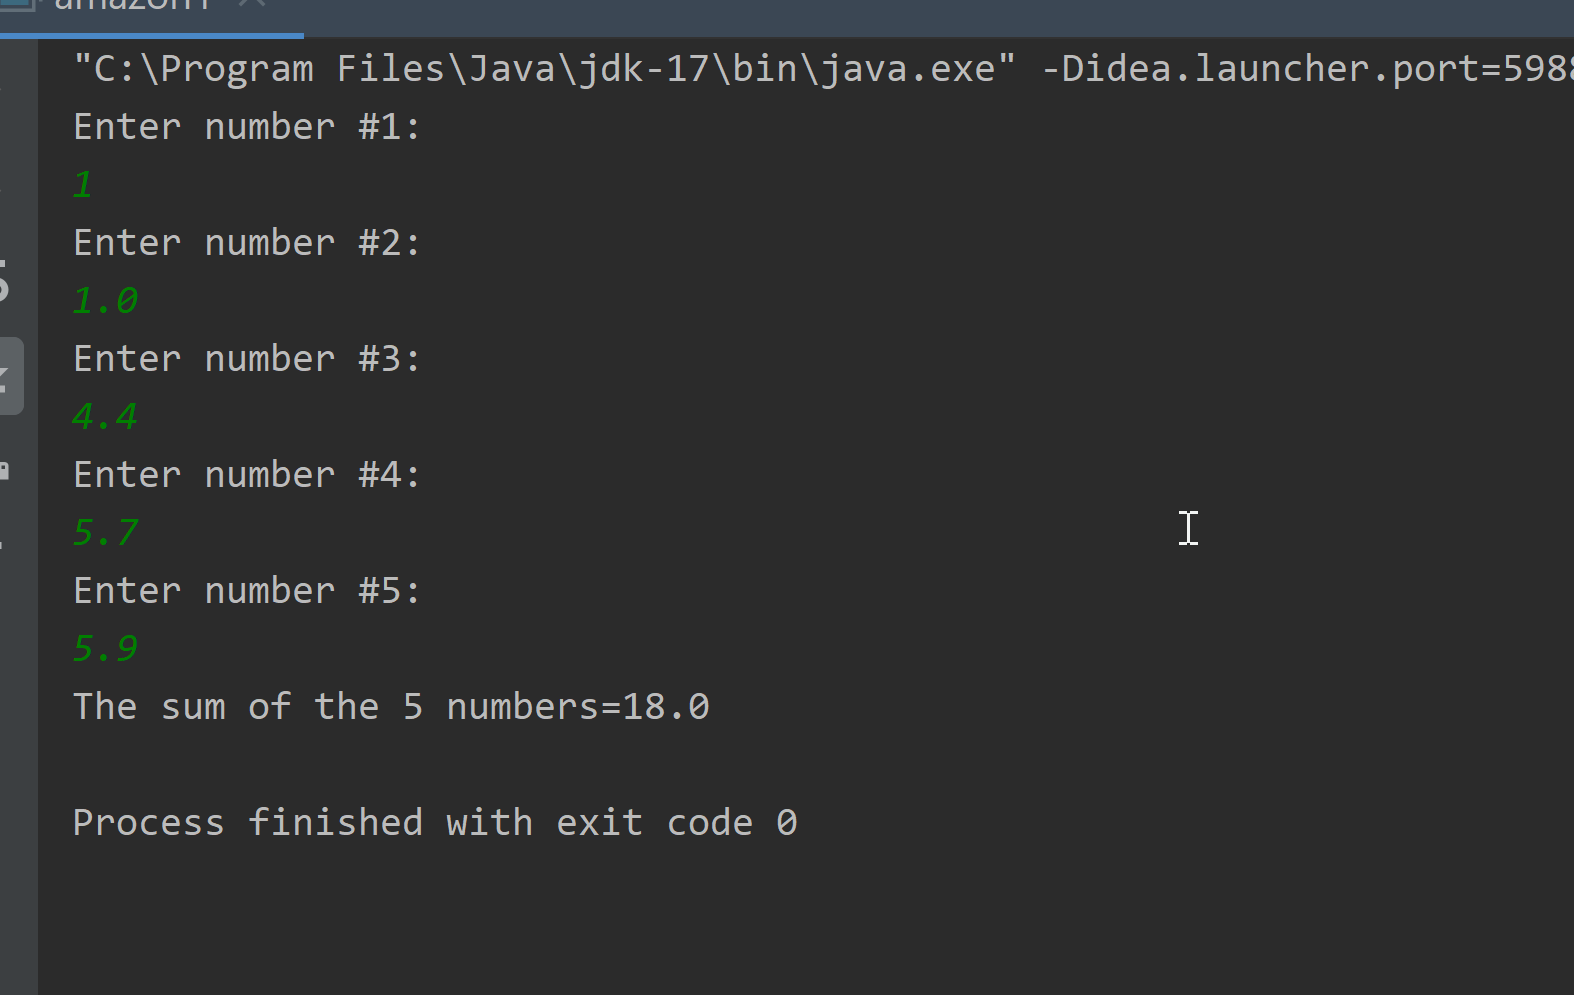 "C:\Program Files\Java\jdk-17\bin\java.exe" -Didea.launcher.port=598
Enter number #1:
1
Enter number #2:
1.0
Enter number #3:
4.4
Enter number #4:
5.7
Enter number #5:
5.9
The sum of the 5 numbers=18.0
Process finished with exit code 0